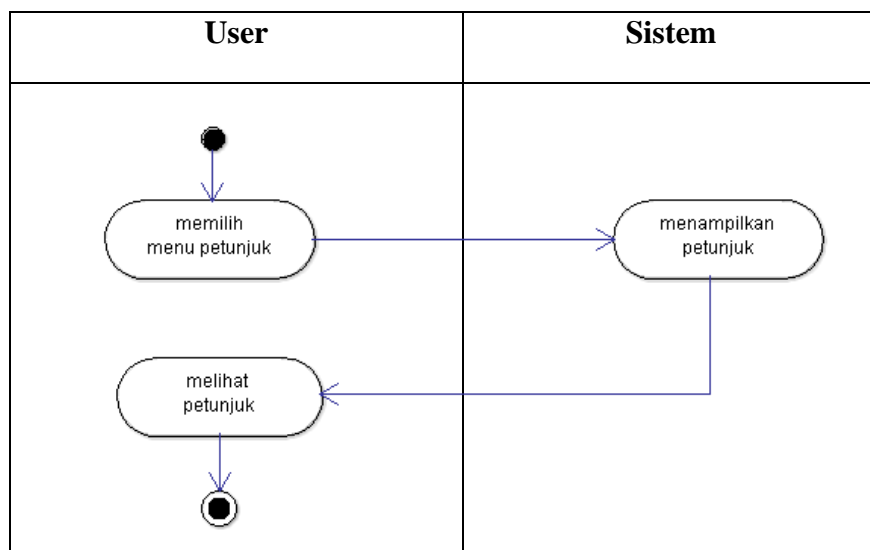 User
Sistem
memilih
menu petunjuk
menampilkan
petunjuk
melihat
petunjuk